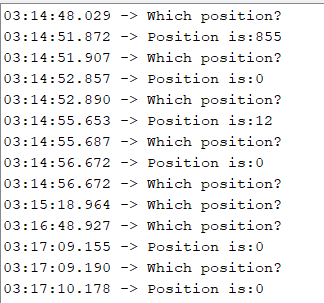 03:14:48.029 -> Which position?
03:14:51.872 -> Position is:855
03:14:51.907 -> Which position?
03:14:52.857 -> Position is:0
03:14:52.890 -> Which position?
03:14:55.653 -> Position is:12
03:14:55.687 -> Which position?
03:14:56.672 -> Position is:0
03:14:56.672 -> Which position?
03:15:18.964 -> Which position?
03:16:48.927 -> Which position?
03:17:09.155 -> Position is:0
03:17:09.190 -> Which position?
03:17:10.178 -> Position is:0